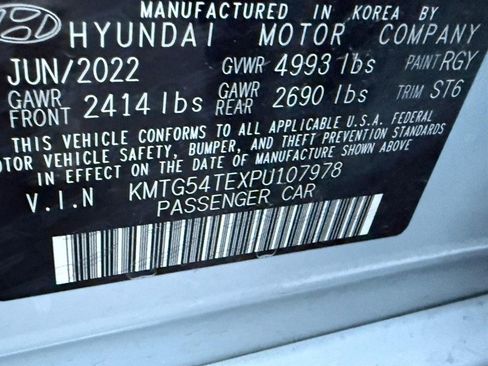 MANUFACTURED IN KOREA BY
HYUNDAI MOTOR COMPANY
JUN/2022 GVWR 4993 lbs PAINT RGY
GAWR FRONT 2414 lbs GAWR REAR 2690 lbs TRIM ST6
THIS VEHICLE CONFORMS TO ALL APPLICABLE U.S.A. FEDERAL
MOTOR VEHICLE SAFETY, BUMPER, AND THEFT PREVENTION STANDARDS
IN EFFECT ON THE DATE OF MANUFACTURE SHOWN ABOVE.
V.I.N KMTG54TEXPU107978
PASSENGER CAR